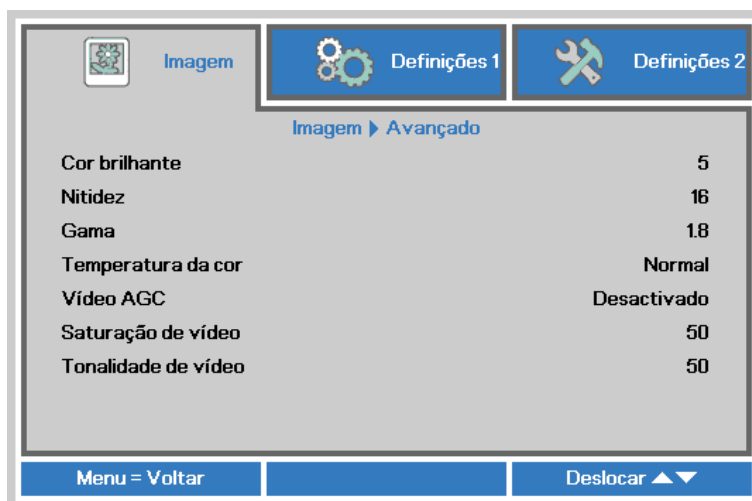 Imagem Definições 1 Definições 2
Imagem Avançado
Cor brilhante 5
Nitidez 16
Gama 1.8
Temperatura da cor Normal
Vídeo AGC Desactivado
Saturação de vídeo 50
Tonalidade de vídeo 50
Menu = Voltar Deslocar